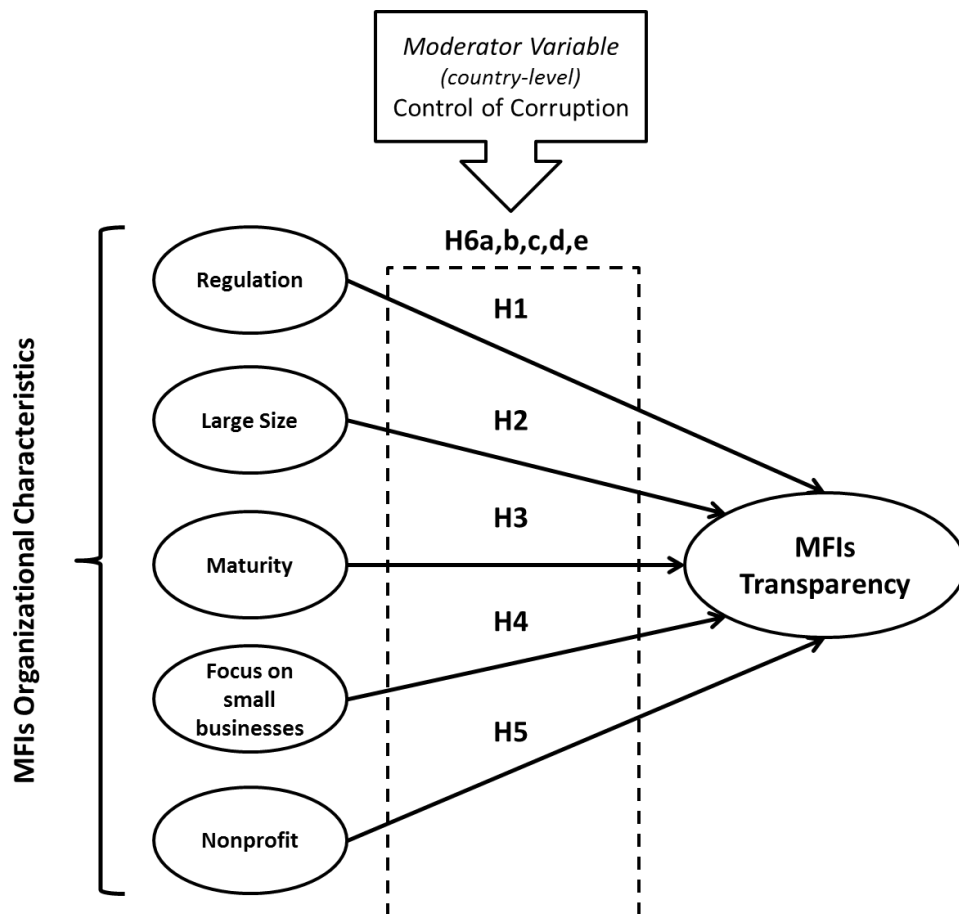 Moderator Variable
(country-level)
Control of Corruption
H6a,b,c,d,e
MFIs Organizational Characteristics
Regulation
H1
Large Size
H2
Maturity
H3
Focus on
small
businesses
H4
Nonprofit
H5
MFIs
Transparency